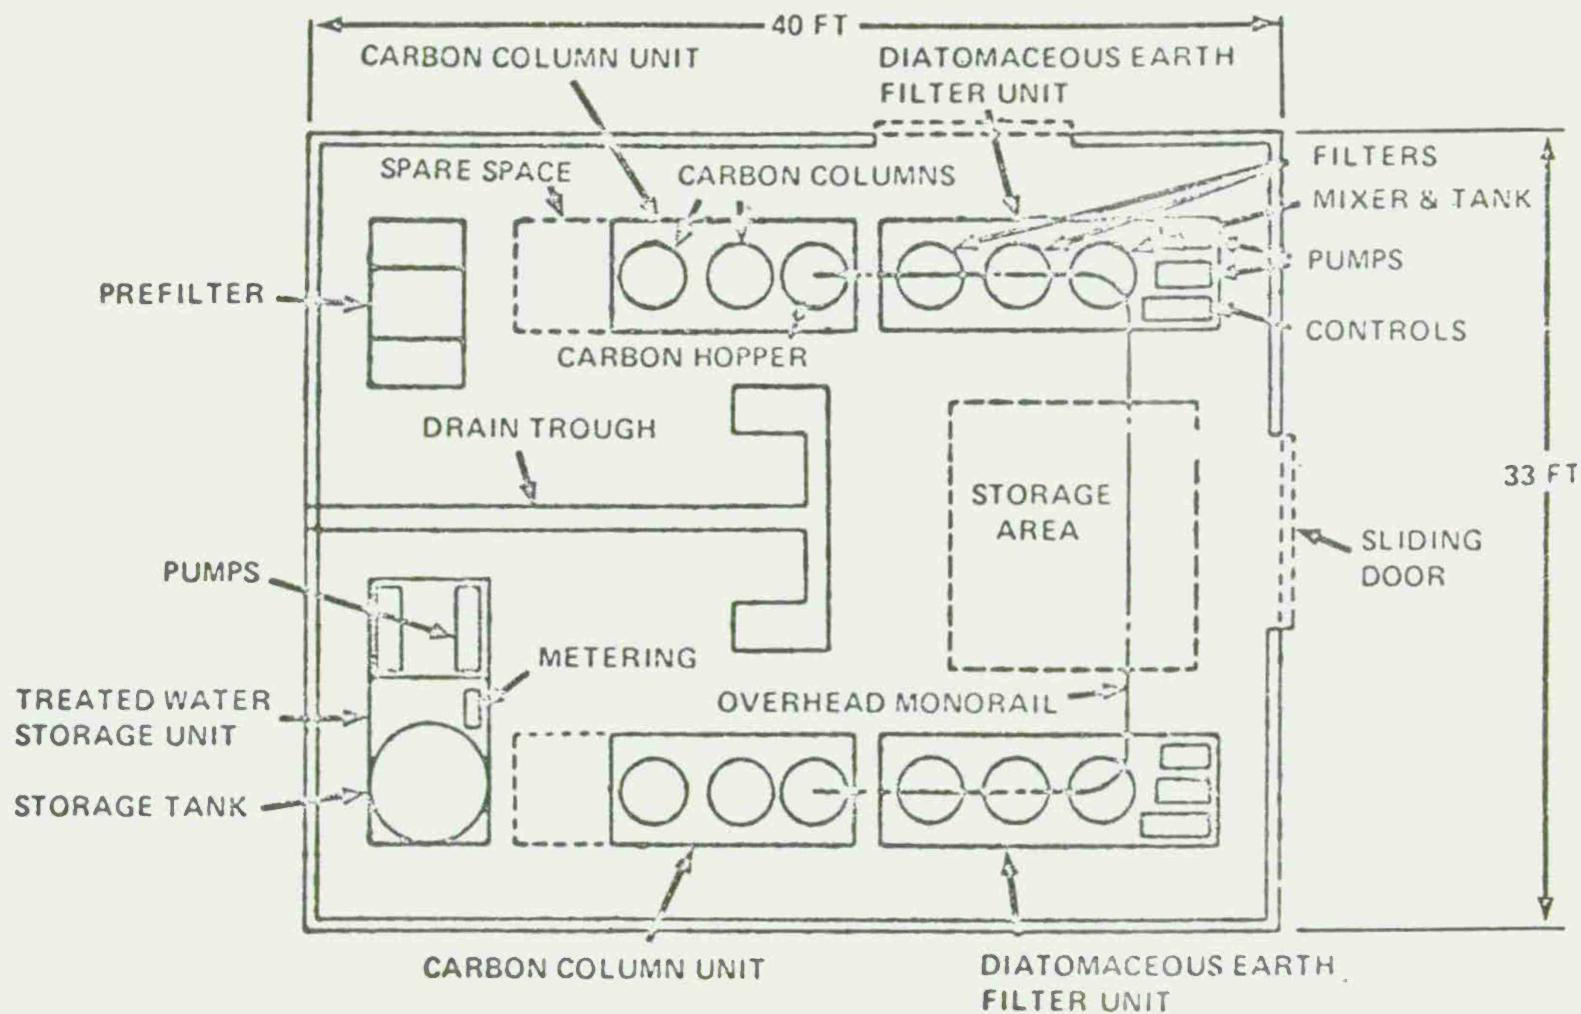 40 FT
CARBON COLUMN UNIT
DIATOMACEOUS EARTH
FILTER UNIT
SPARE SPACE
CARBON COLUMNS
FILTERS
MIXER & TANK
PUMPS
CONTROLS
PREFILTER
CARBON HOPPER
DRAIN TROUGH
33 FT
STORAGE
AREA
SLIDING
DOOR
PUMPS
METERING
TREATED WATER
STORAGE UNIT
OVERHEAD MONORAIL
STORAGE TANK
CARBON COLUMN UNIT
DIATOMACEOUS EARTH
FILTER UNIT